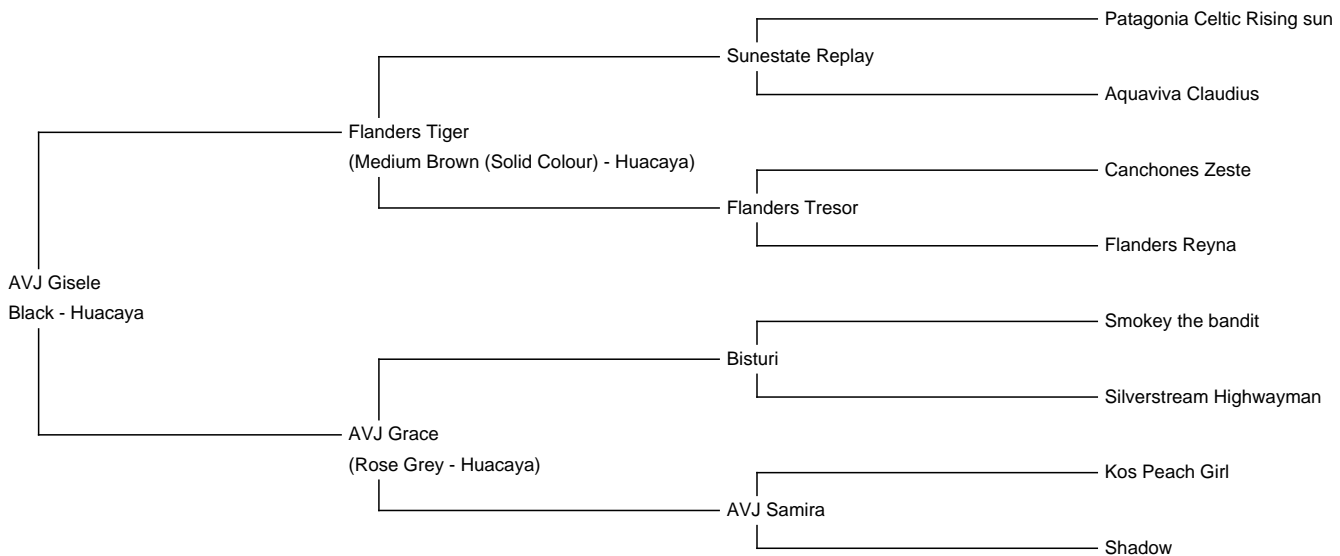 Patagonia Celtic Rising sun
Sunestate Replay
Aquaviva Claudius
Flanders Tiger
(Medium Brown (Solid Colour) - Huacaya)
Canchones Zeste
Flanders Tresor
Flanders Reyna
AVJ Gisele
Black - Huacaya
Smokey the bandit
Bisturi
Silverstream Highwayman
AVJ Grace
(Rose Grey - Huacaya)
Kos Peach Girl
AVJ Samira
Shadow